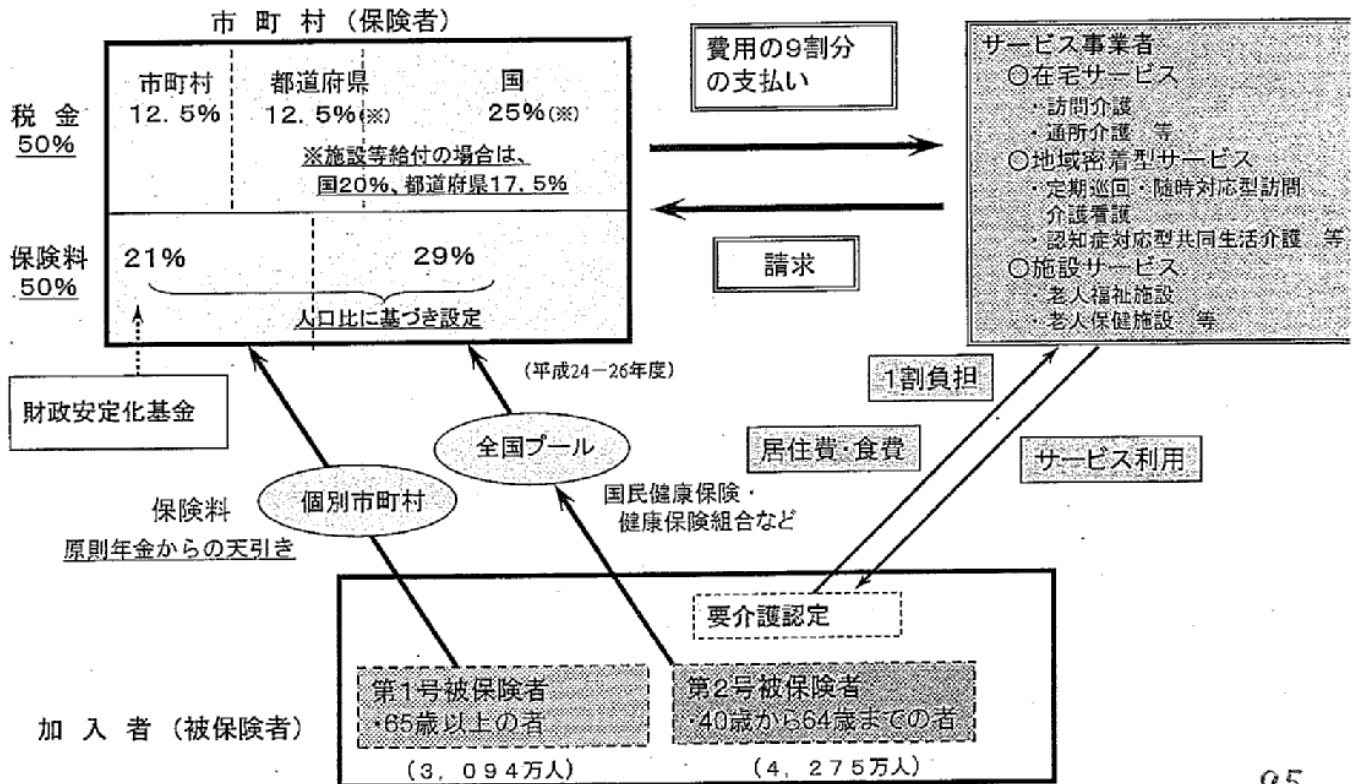 市 町 村 （保険者）
税 金
50%
市町村
12.5%
都道府県
12.5%(※)
国
25%(※)
※施設等給付の場合は、
国20%、都道府県17.5%
保険料
50%
21%
29%
人口比に基づき設定
費用の9割分
の支払い
請求
サービス事業者
○在宅サービス
・訪問介護
・通所介護 等
○地域密着型サービス
・定期巡回・随時対応型訪問
介護看護
・認知症対応型共同生活介護 等
○施設サービス
・老人福祉施設
・老人保健施設 等
財政安定化基金
(平成24－26年度)
1割負担
全国プール
居住費・食費
サービス利用
個別市町村
保険料
原則年金からの天引き
国民健康保険・
健康保険組合など
要介護認定
加 入 者 （被保険者）
第1号被保険者
・65歳以上の者
(3,094万人)
第2号被保険者
・40歳から64歳までの者
(4,275万人)
95